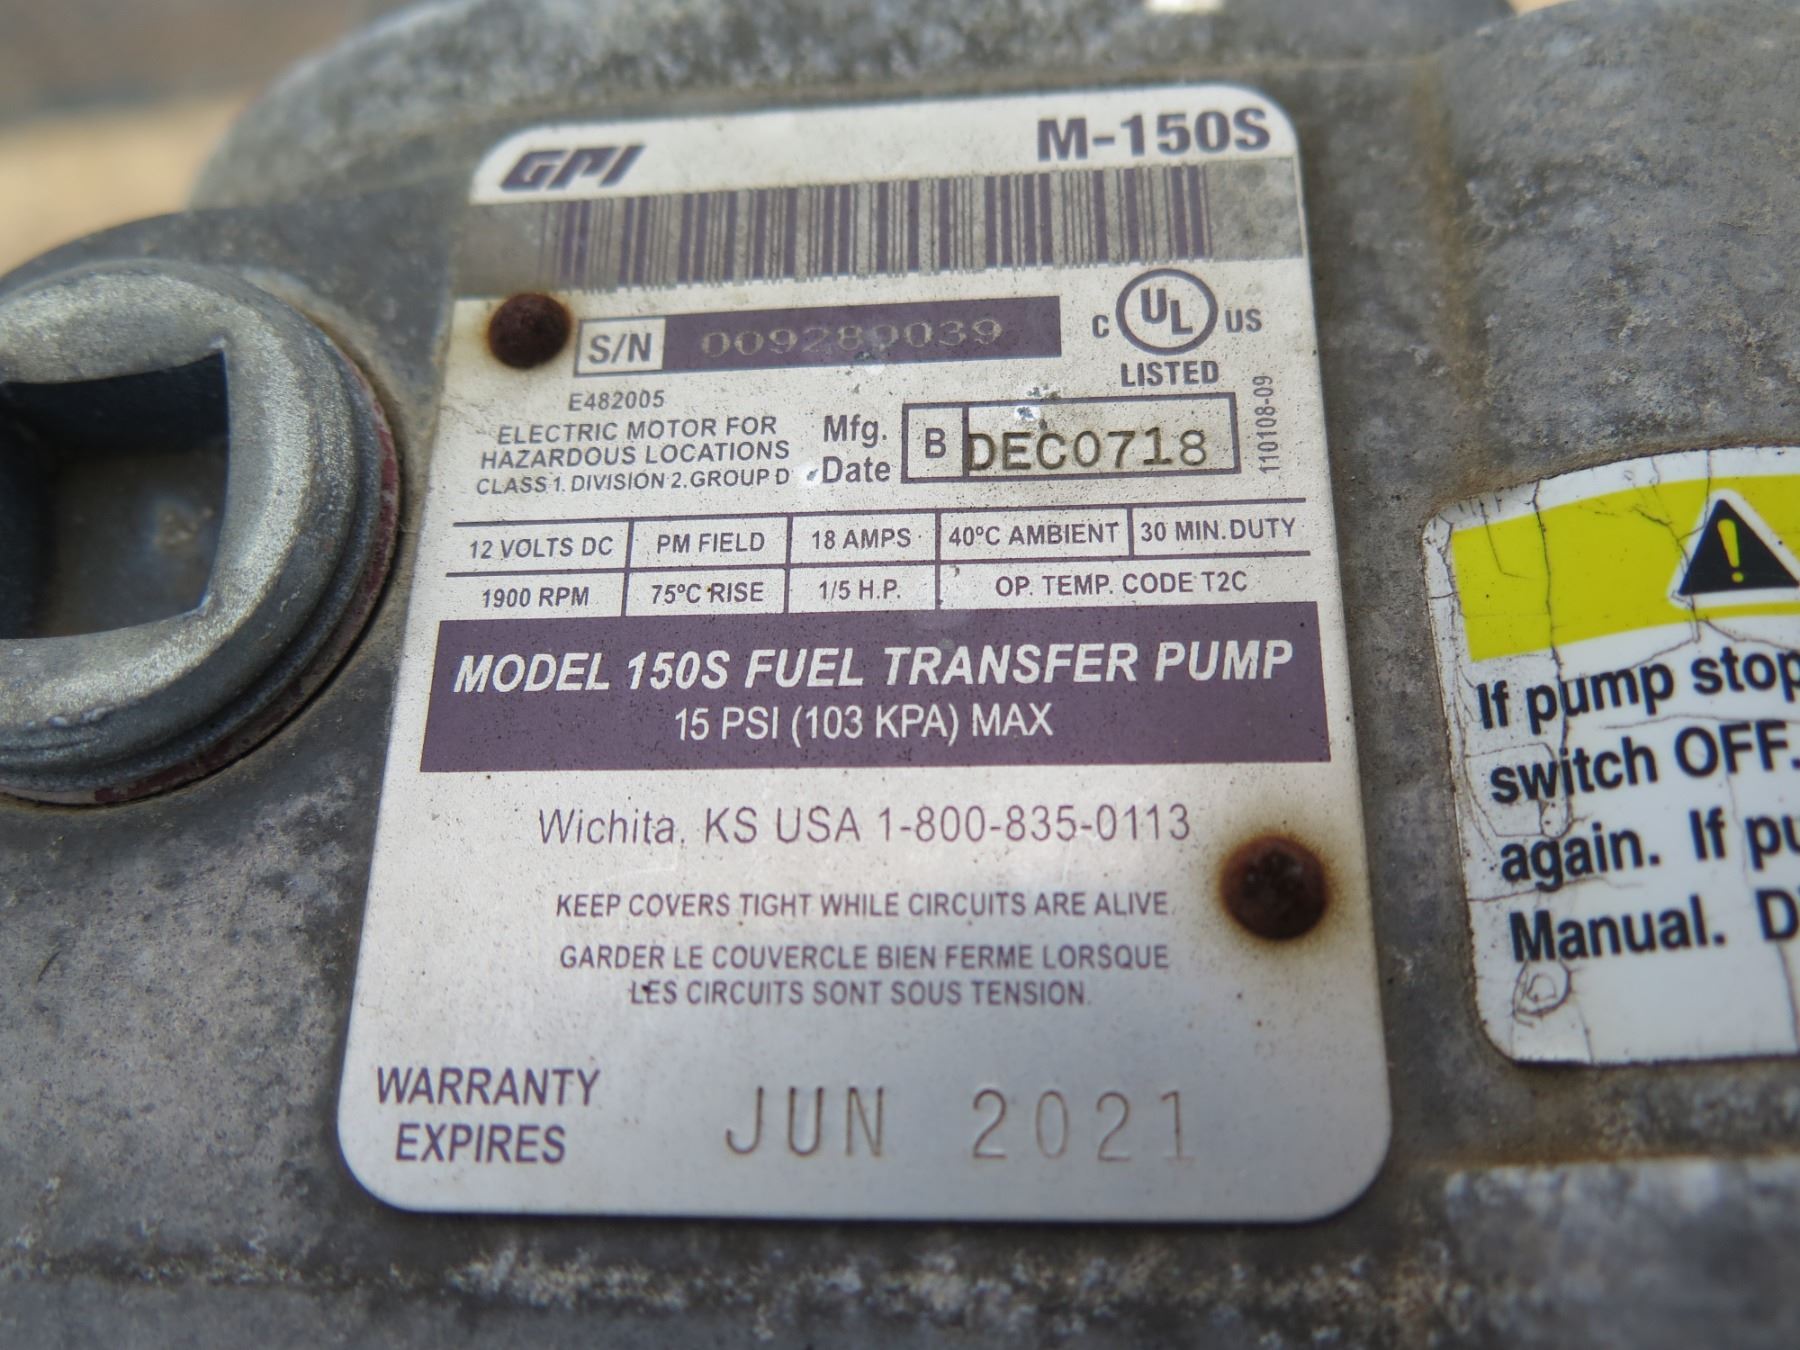 GPI M-150S
S/N 009289039
C UL US
LISTED
E482005
ELECTRIC MOTOR FOR
HAZARDOUS LOCATIONS
CLASS 1. DIVISION 2. GROUP D
Mfg.
Date
B DEC0718
110108-09
12 VOLTS DC PM FIELD 18 AMPS 40°C AMBIENT 30 MIN. DUTY
1900 RPM 75°C RISE 1/5 H.P. OP. TEMP. CODE T2C
MODEL 150S FUEL TRANSFER PUMP
15 PSI (103 KPA) MAX
Wichita, KS USA 1-800-835-0113
KEEP COVERS TIGHT WHILE CIRCUITS ARE ALIVE.
GARDER LE COUVERCLE BIEN FERME LORSQUE
LES CIRCUITS SONT SOUS TENSION.
WARRANTY
EXPIRES
JUN 2021
If pump stop
switch OFF.
again. If pu
Manual. D